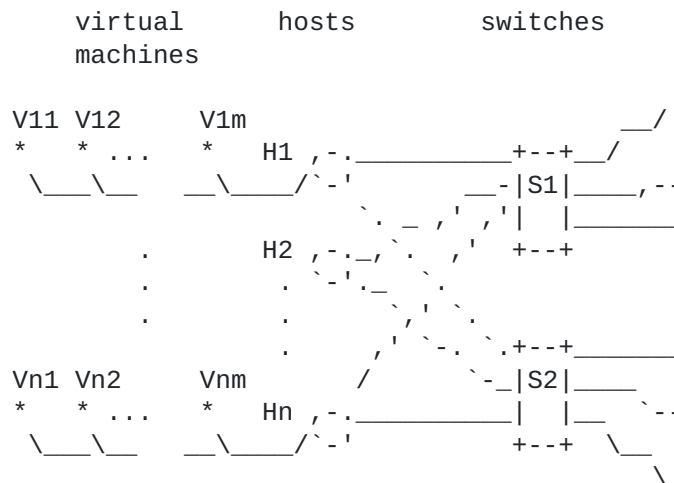 virtual hosts switches
machines
V11 V12 V1m
* * ... * H1
S1
. H2
. .
. .
.
Vn1 Vn2 Vnm S2
* * ... * Hn